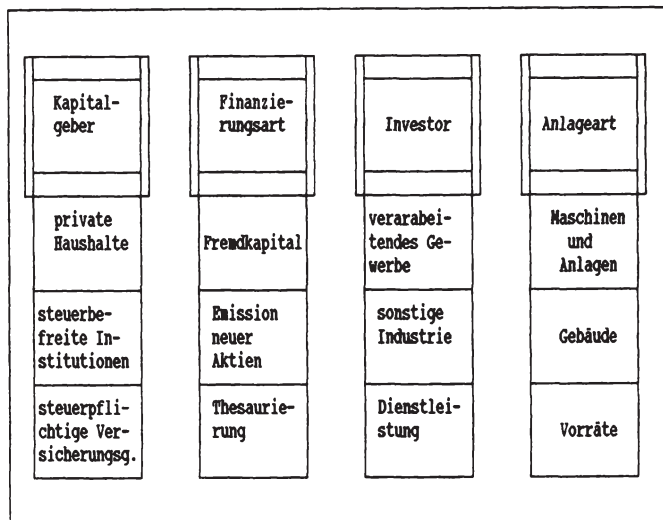 Kapital-
geber
Finanzie-
rungsart
Investor
Anlageart
private
Haushalte
Fremdkapital
verarabei-
tendes Ge-
werbe
Maschinen
und
Anlagen
steuerbe-
freite In-
stitutionen
Emission
neuer
Aktien
sonstige
Industrie
Gebäude
steuerpfli-
chtige Ver-
sicherungsg.
Thesaurie-
rung
Dienstlei-
stung
Vorräte